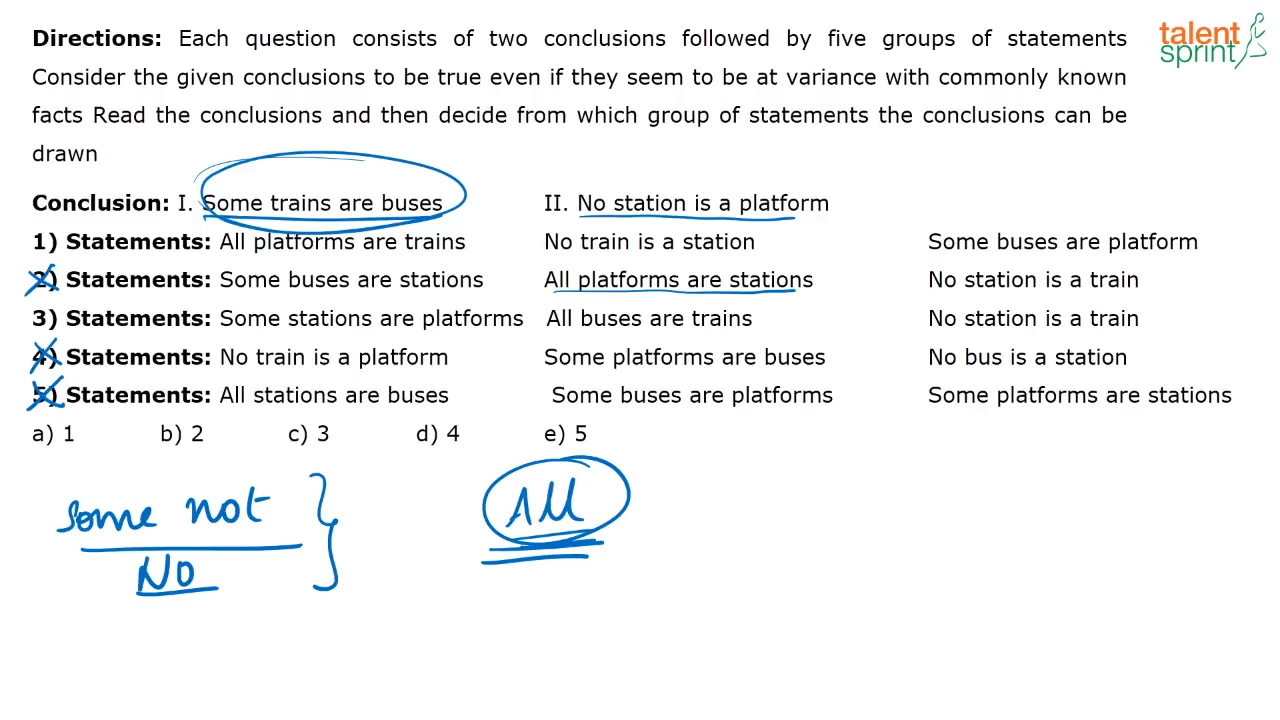 talent
sprint
Directions: Each question consists of two conclusions followed by five groups of statements
Consider the given conclusions to be true even if they seem to be at variance with commonly known
facts Read the conclusions and then decide from which group of statements the conclusions can be
drawn
Conclusion: I. Some trains are buses II. No station is a platform
1) Statements: All platforms are trains No train is a station Some buses are platform
2) Statements: Some buses are stations All platforms are stations No station is a train
3) Statements: Some stations are platforms All buses are trains No station is a train
4) Statements: No train is a platform Some platforms are buses No bus is a station
5) Statements: All stations are buses Some buses are platforms Some platforms are stations
a) 1 b) 2 c) 3 d) 4 e) 5
Some not
No
All